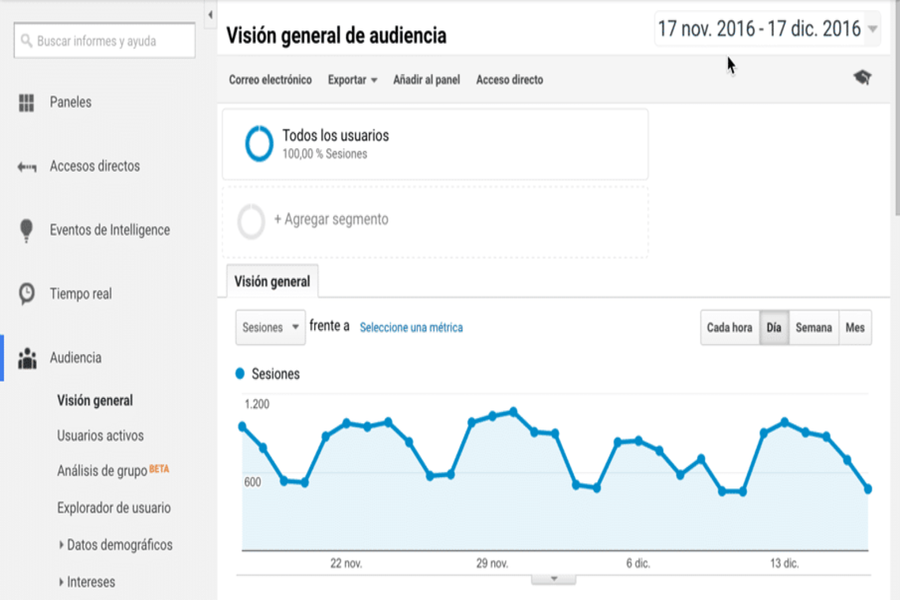 Buscar informes y ayuda
Paneles
Accesos directos
Eventos de Intelligence
Tiempo real
Audiencia
Visión general
Usuarios activos
Análisis de grupo BETA
Explorador de usuario
Datos demográficos
Intereses
Visión general de audiencia
17 nov. 2016 - 17 dic. 2016
Correo electrónico Exportar Añadir al panel Acceso directo
Todos los usuarios
100,00 % Sesiones
+ Agregar segmento
Visión general
Sesiones frente a Seleccione una métrica
Cada hora Día Semana Mes
Sesiones
1.200
600
22 nov. 29 nov. 6 dic. 13 dic.